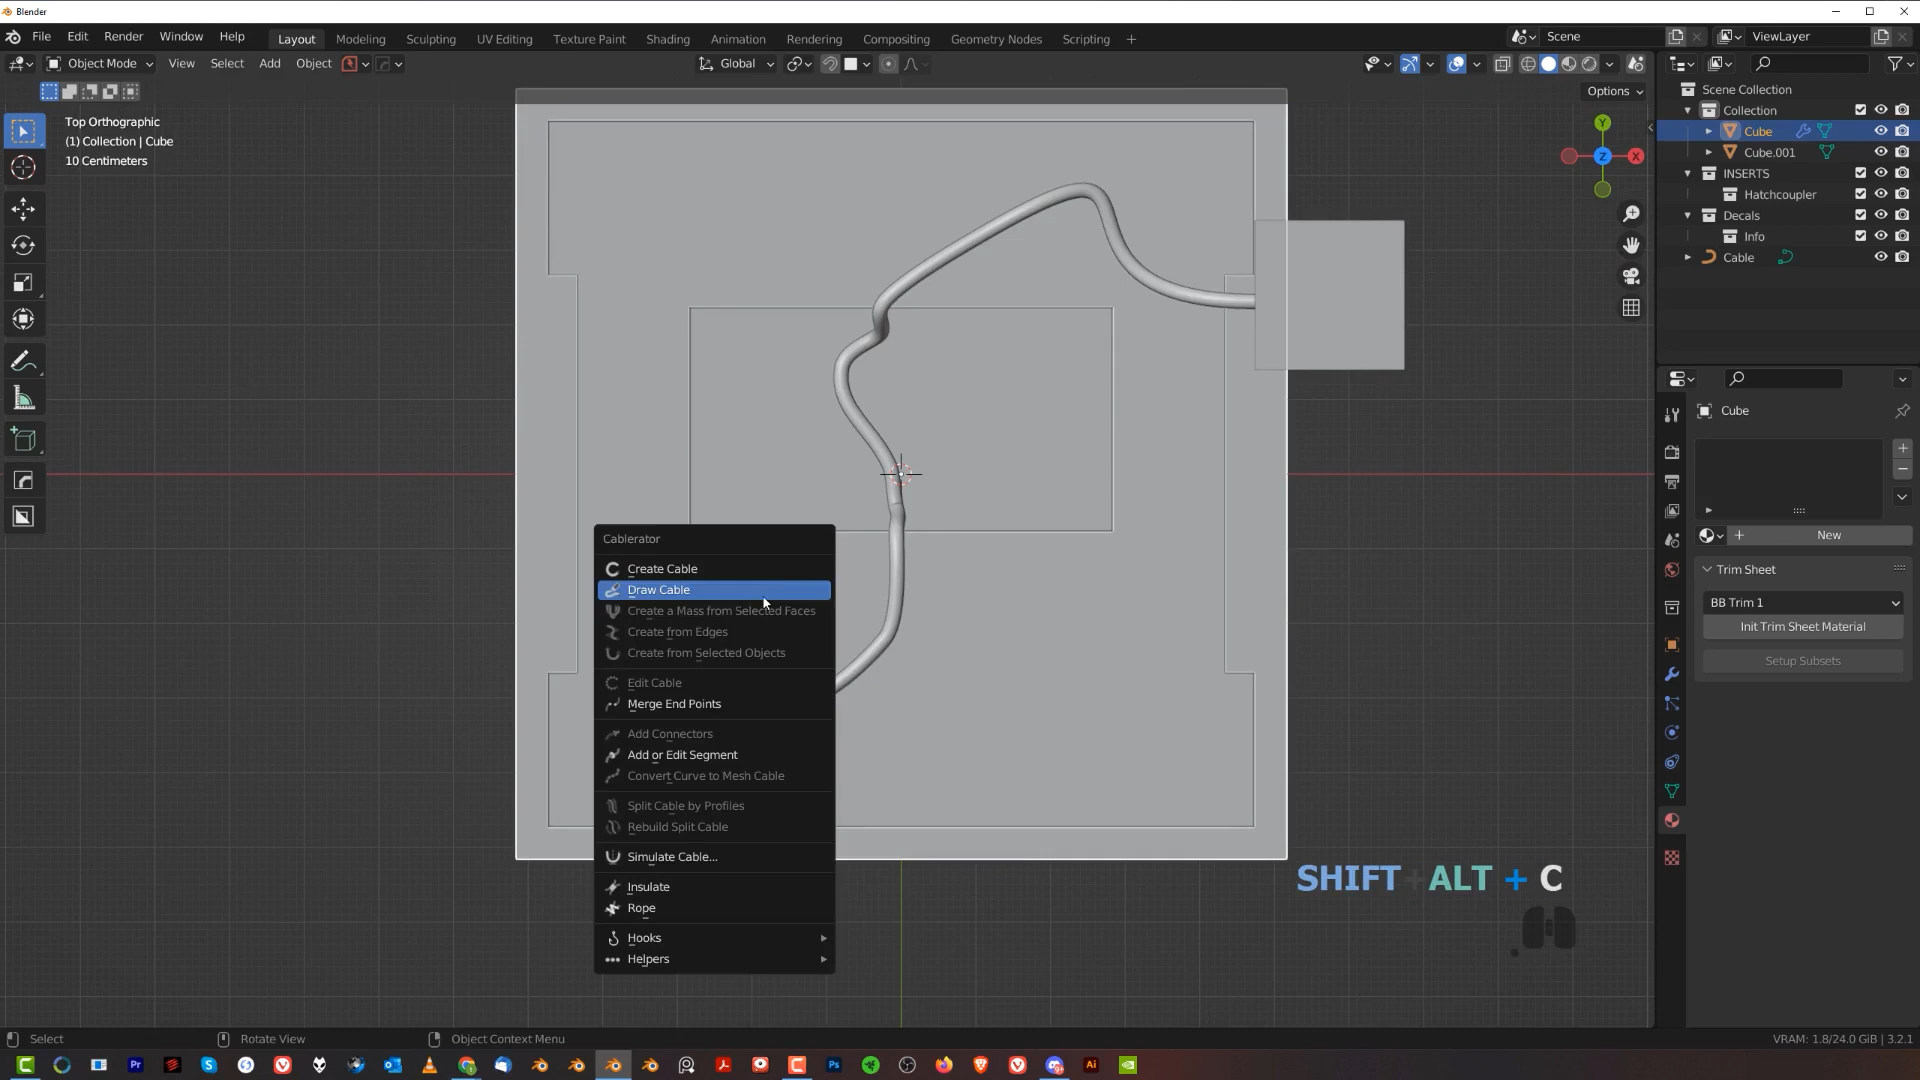 Blender
File Edit Render Window Help
Layout Modeling Sculpting UV Editing Texture Paint Shading Animation Rendering Compositing Geometry Nodes Scripting +
Scene
ViewLayer
Object Mode View Select Add Object
Global
Options
Top Orthographic
(1) Collection | Cube
10 Centimeters
Y
Z
X
Scene Collection
Collection
Cube
Cube.001
INSERTS
Hatchcoupler
Decals
Info
Cable
Cube
New
Trim Sheet
BB Trim 1
Init Trim Sheet Material
Setup Subsets
Cablerator
Create Cable
Draw Cable
Create a Mass from Selected Faces
Create from Edges
Create from Selected Objects
Edit Cable
Merge End Points
Add Connectors
Add or Edit Segment
Convert Curve to Mesh Cable
Split Cable by Profiles
Rebuild Split Cable
Simulate Cable...
Insulate
Rope
Hooks
Helpers
SHIFT + ALT + C
Select
Rotate View
Object Context Menu
VRAM: 1.8/24.0 GiB | 3.2.1
Pr
S
Ps
Ai